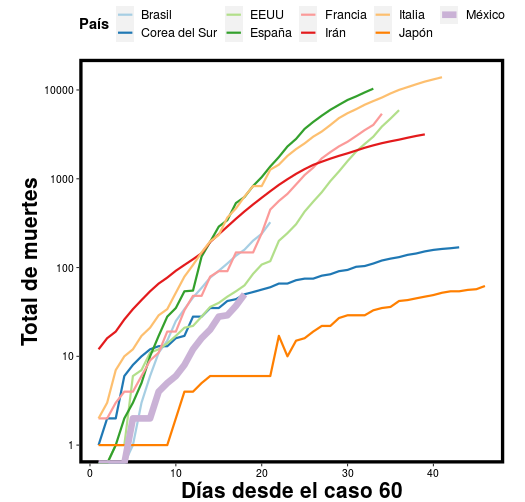 País
Brasil EEUU Francia Italia México
Corea del Sur España Irán Japón
10000
1000
100
10
1
Total de muertes
0 10 20 30 40
Días desde el caso 60